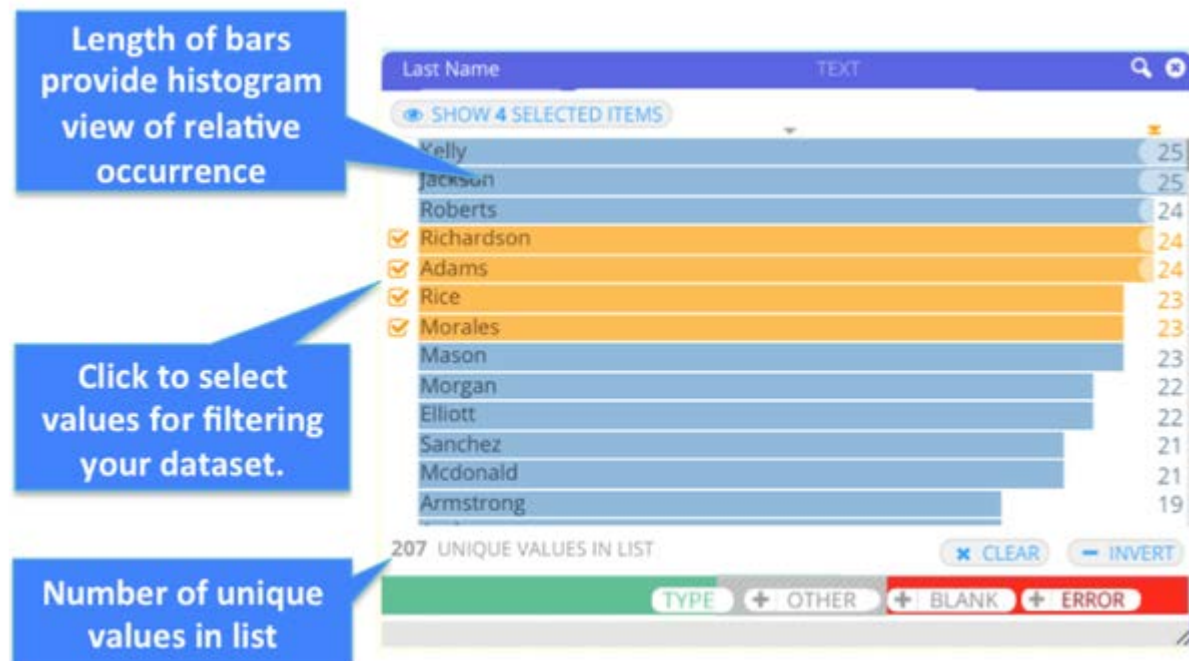 Length of bars
provide histogram
view of relative
occurrence
Click to select
values for filtering
your dataset.
Number of unique
values in list
Last Name TEXT
SHOW 4 SELECTED ITEMS
Kelly 25
Jackson 25
Roberts 24
Richardson 24
Adams 24
Rice 23
Morales 23
Mason 23
Morgan 22
Elliott 22
Sanchez 21
Mcdonald 21
Armstrong 19
207 UNIQUE VALUES IN LIST CLEAR INVERT
TYPE OTHER BLANK ERROR